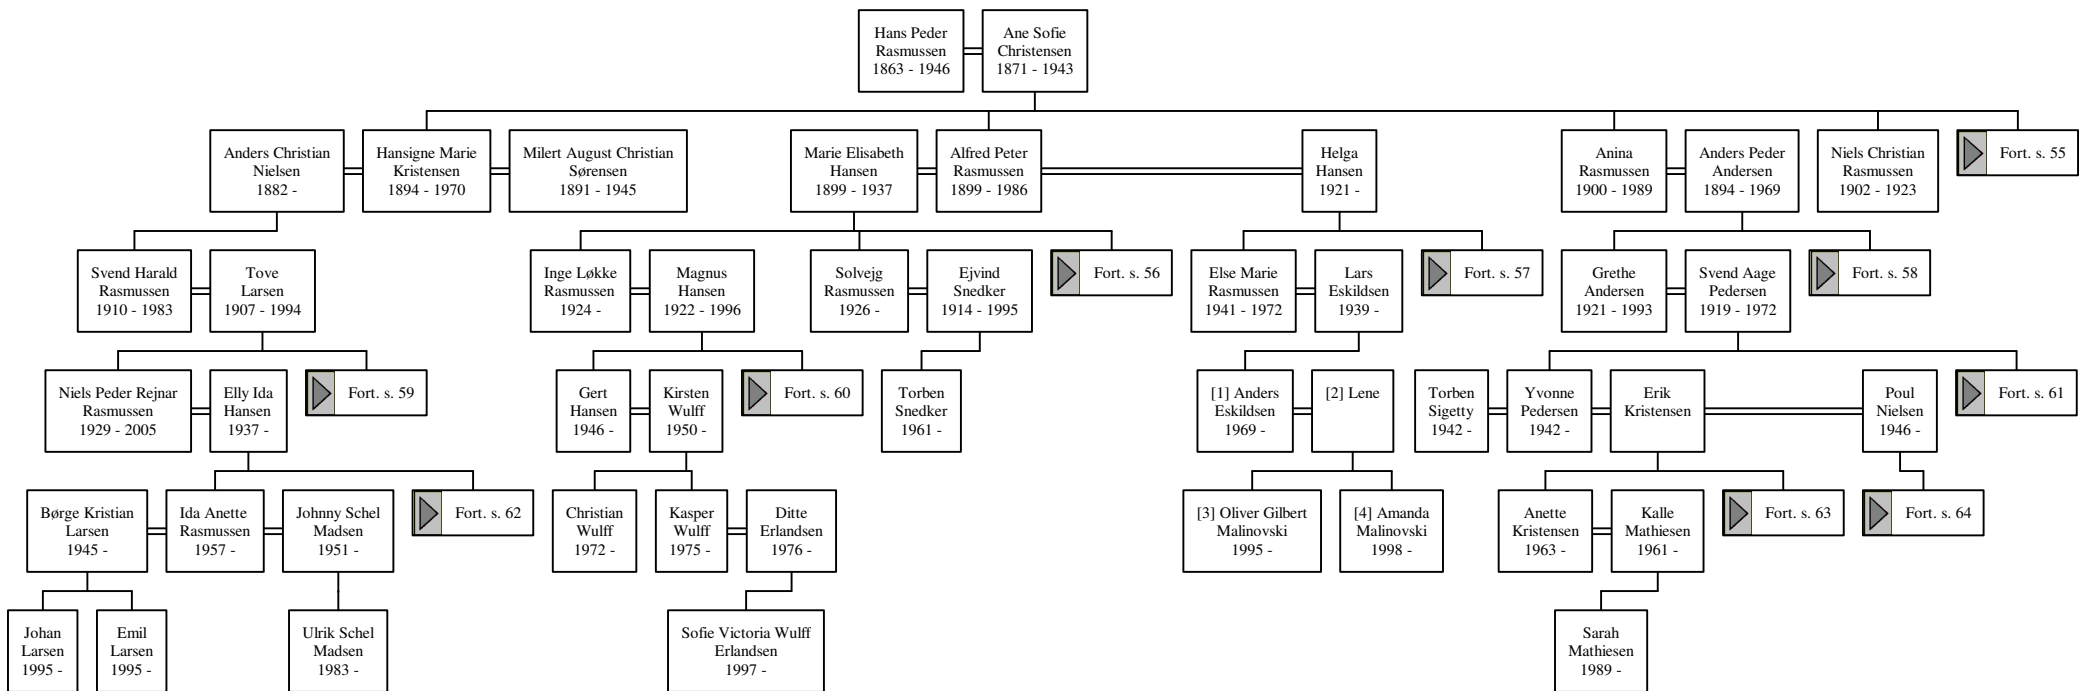 Hans Peder
Rasmussen
1863 - 1946
Ane Sofie
Christensen
1871 - 1943
Anders Christian
Nielsen
1882 -
Hansigne Marie
Kristensen
1894 - 1970
Milert August Christian
Sørensen
1891 - 1945
Marie Elisabeth
Hansen
1899 - 1937
Alfred Peter
Rasmussen
1899 - 1986
Helga
Hansen
1921 -
Anina
Rasmussen
1900 - 1989
Anders Peder
Andersen
1894 - 1969
Niels Christian
Rasmussen
1902 - 1923
Fort. s. 55
Svend Harald
Rasmussen
1910 - 1983
Tove
Larsen
1907 - 1994
Inge Løkke
Rasmussen
1924 -
Magnus
Hansen
1922 - 1996
Solvejg
Rasmussen
1926 -
Ejvind
Snedker
1914 - 1995
Fort. s. 56
Else Marie
Rasmussen
1941 - 1972
Lars
Eskildsen
1939 -
Fort. s. 57
Grethe
Andersen
1921 - 1993
Svend Aage
Pedersen
1919 - 1972
Fort. s. 58
Niels Peder Rejnar
Rasmussen
1929 - 2005
Elly Ida
Hansen
1937 -
Fort. s. 59
Gert
Hansen
1946 -
Kirsten
Wulff
1950 -
Fort. s. 60
Torben
Snedker
1961 -
[1] Anders
Eskildsen
1969 -
[2] Lene
Torben
Sigetty
1942 -
Yvonne
Pedersen
1942 -
Erik
Kristensen
Poul
Nielsen
1946 -
Fort. s. 61
Børge Kristian
Larsen
1945 -
Ida Anette
Rasmussen
1957 -
Johnny Schel
Madsen
1951 -
Fort. s. 62
Christian
Wulff
1972 -
Kasper
Wulff
1975 -
Ditte
Erlandsen
1976 -
[3] Oliver Gilbert
Malinovski
1995 -
[4] Amanda
Malinovski
1998 -
Anette
Kristensen
1963 -
Kalle
Mathiesen
1961 -
Fort. s. 63
Fort. s. 64
Johan
Larsen
1995 -
Emil
Larsen
1995 -
Ulrik Schel
Madsen
1983 -
Sofie Victoria Wulff
Erlandsen
1997 -
Sarah
Mathiesen
1989 -